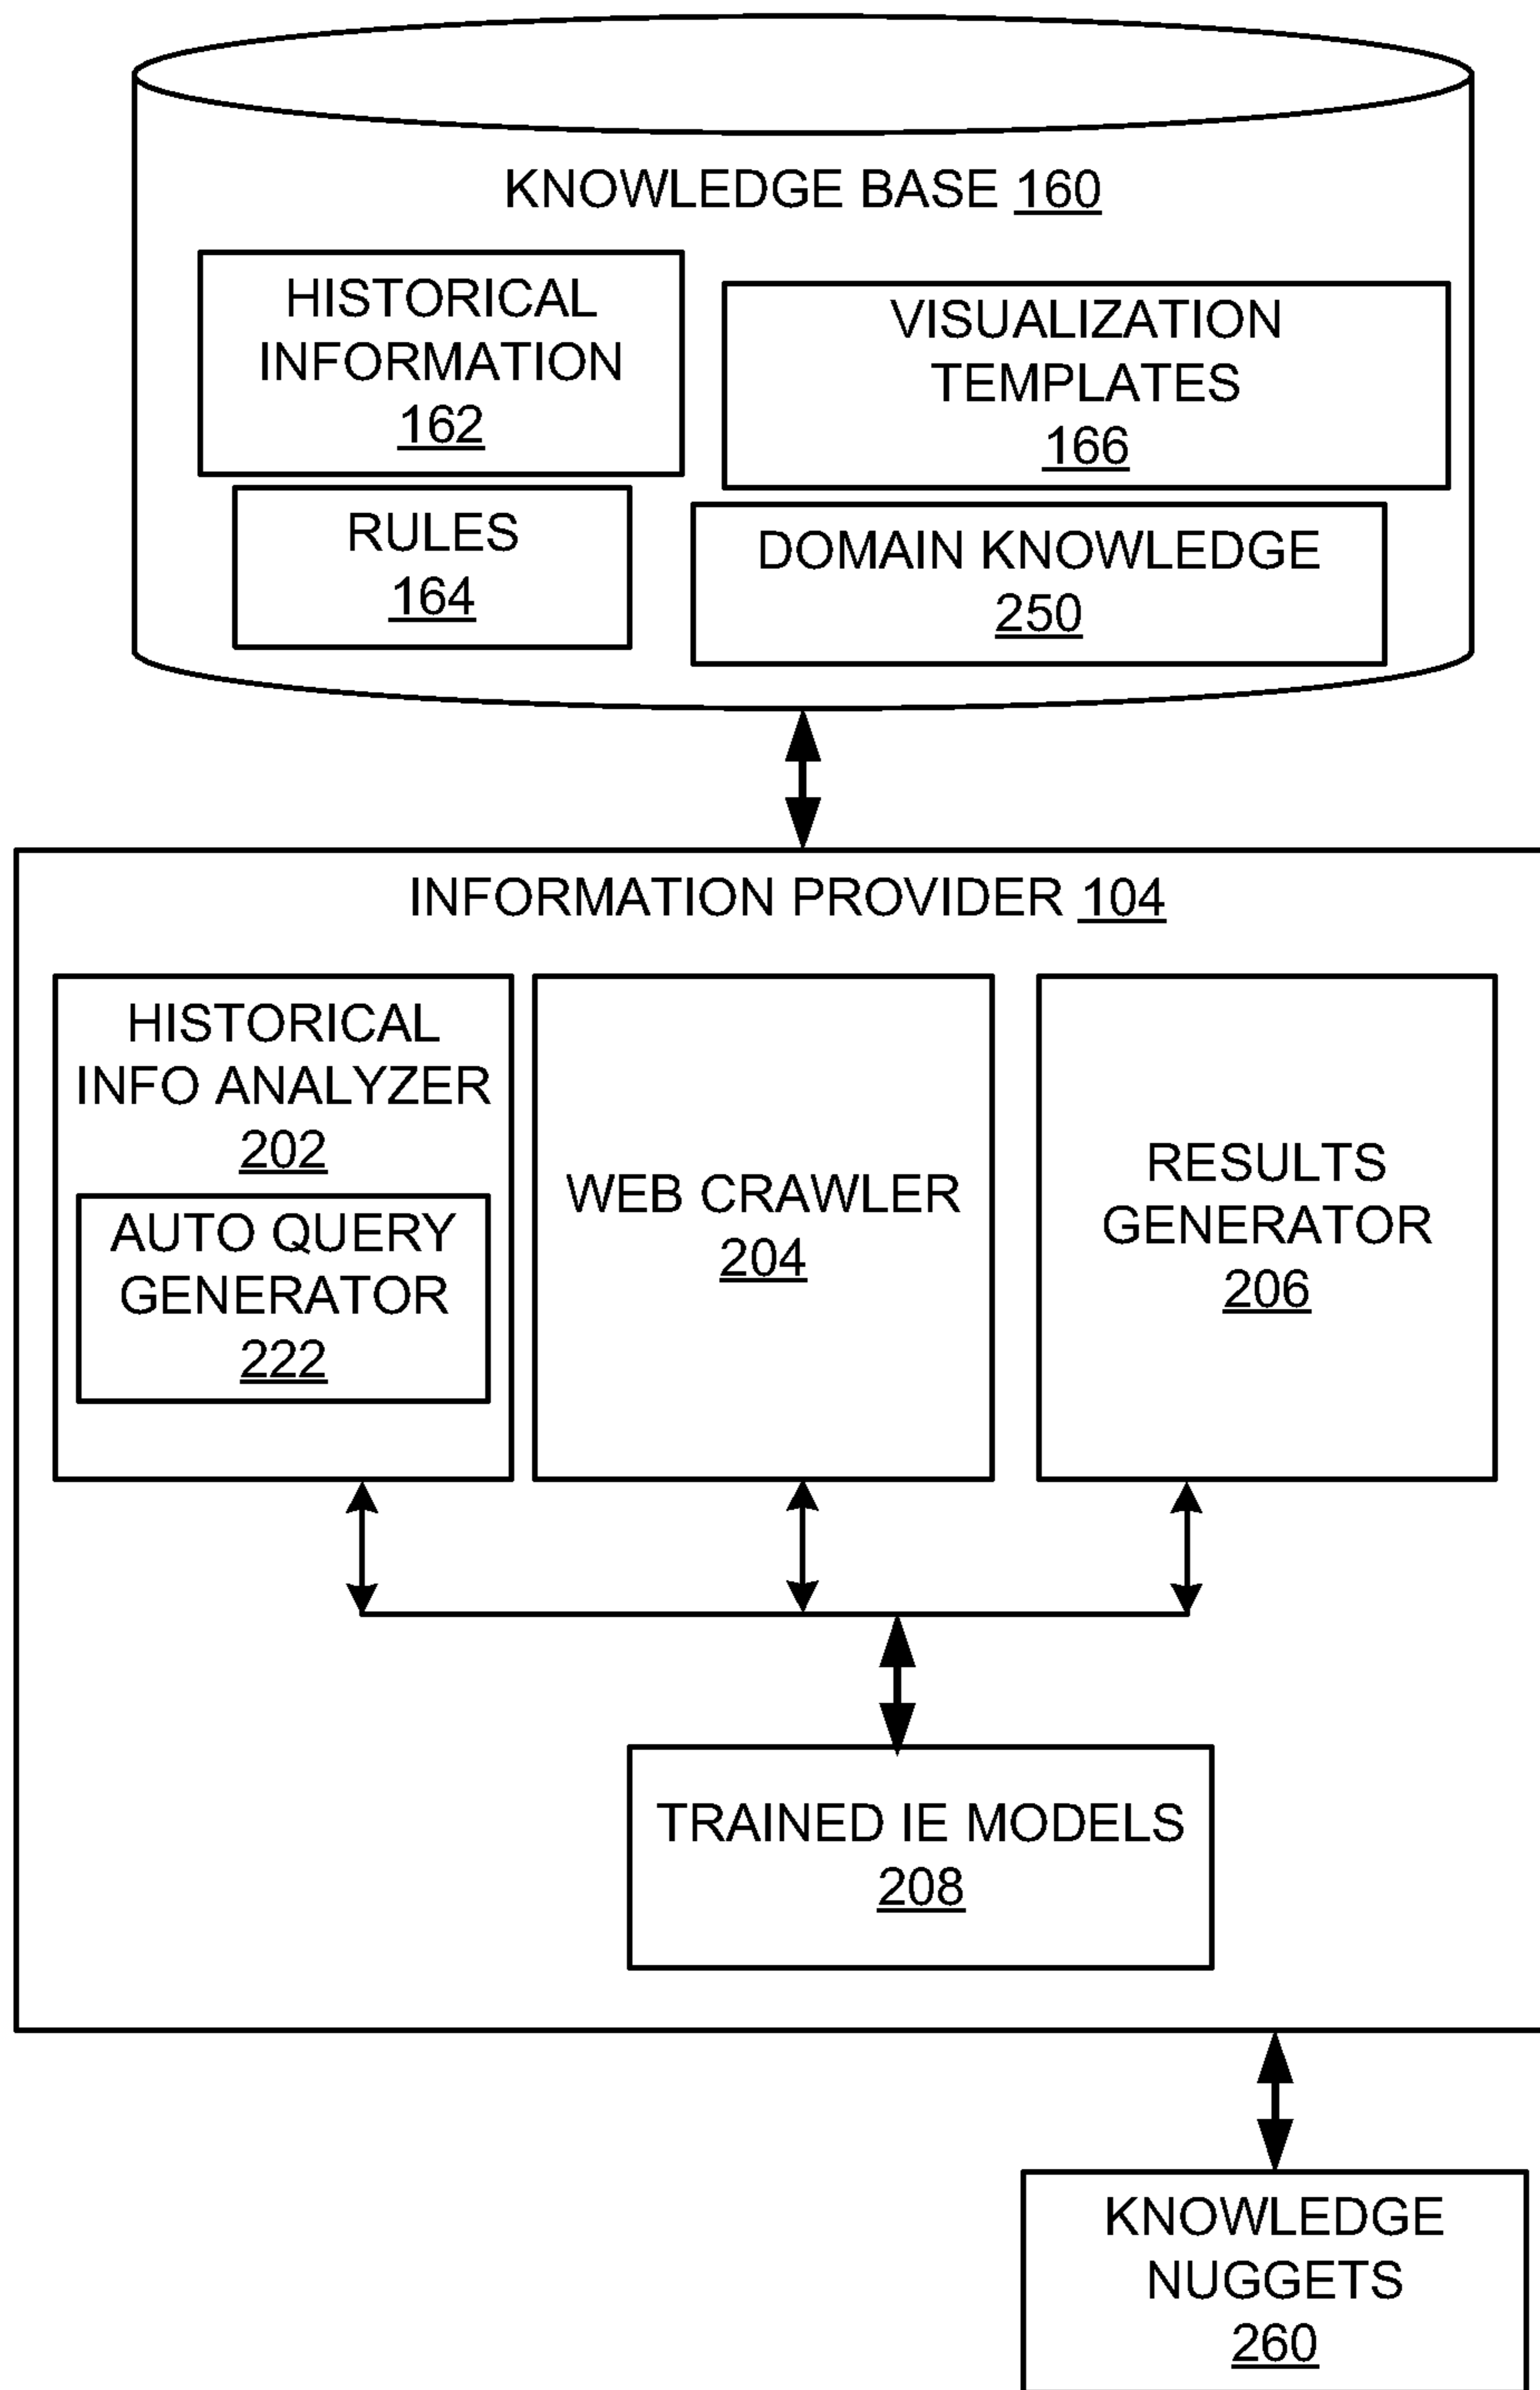 KNOWLEDGE BASE 160
HISTORICAL
INFORMATION
162
VISUALIZATION
TEMPLATES
166
RULES
164
DOMAIN KNOWLEDGE
250
INFORMATION PROVIDER 104
HISTORICAL
INFO ANALYZER
202
AUTO QUERY
GENERATOR
222
WEB CRAWLER
204
RESULTS
GENERATOR
206
TRAINED IE MODELS
208
KNOWLEDGE
NUGGETS
260